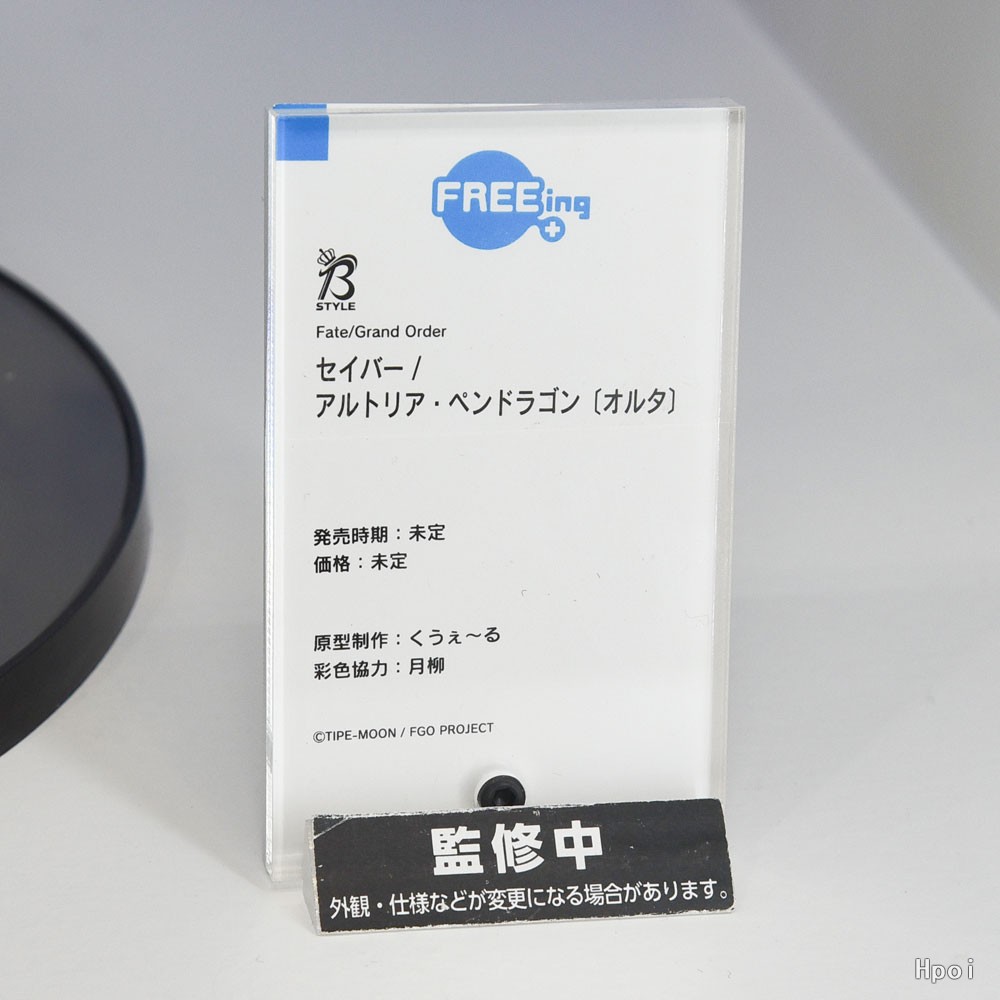 FREEing
B
STYLE
Fate/Grand Order
セイバー /
アルトリア・ペンドラゴン〔オルタ〕
発売時期：未定
価格：未定
原型制作：くうぇ〜る
彩色協力：月柳
©TIPE-MOON / FGO PROJECT
監修中
外観・仕様などが変更になる場合があります。
Hpoi